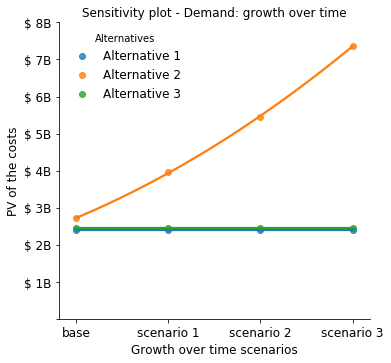 Sensitivity plot - Demand: growth over time
$ 8B
$ 7B
$ 6B
$ 5B
$ 4B
$ 3B
$ 2B
$ 1B
PV of the costs
Alternatives
Alternative 1
Alternative 2
Alternative 3
base scenario 1 scenario 2 scenario 3
Growth over time scenarios